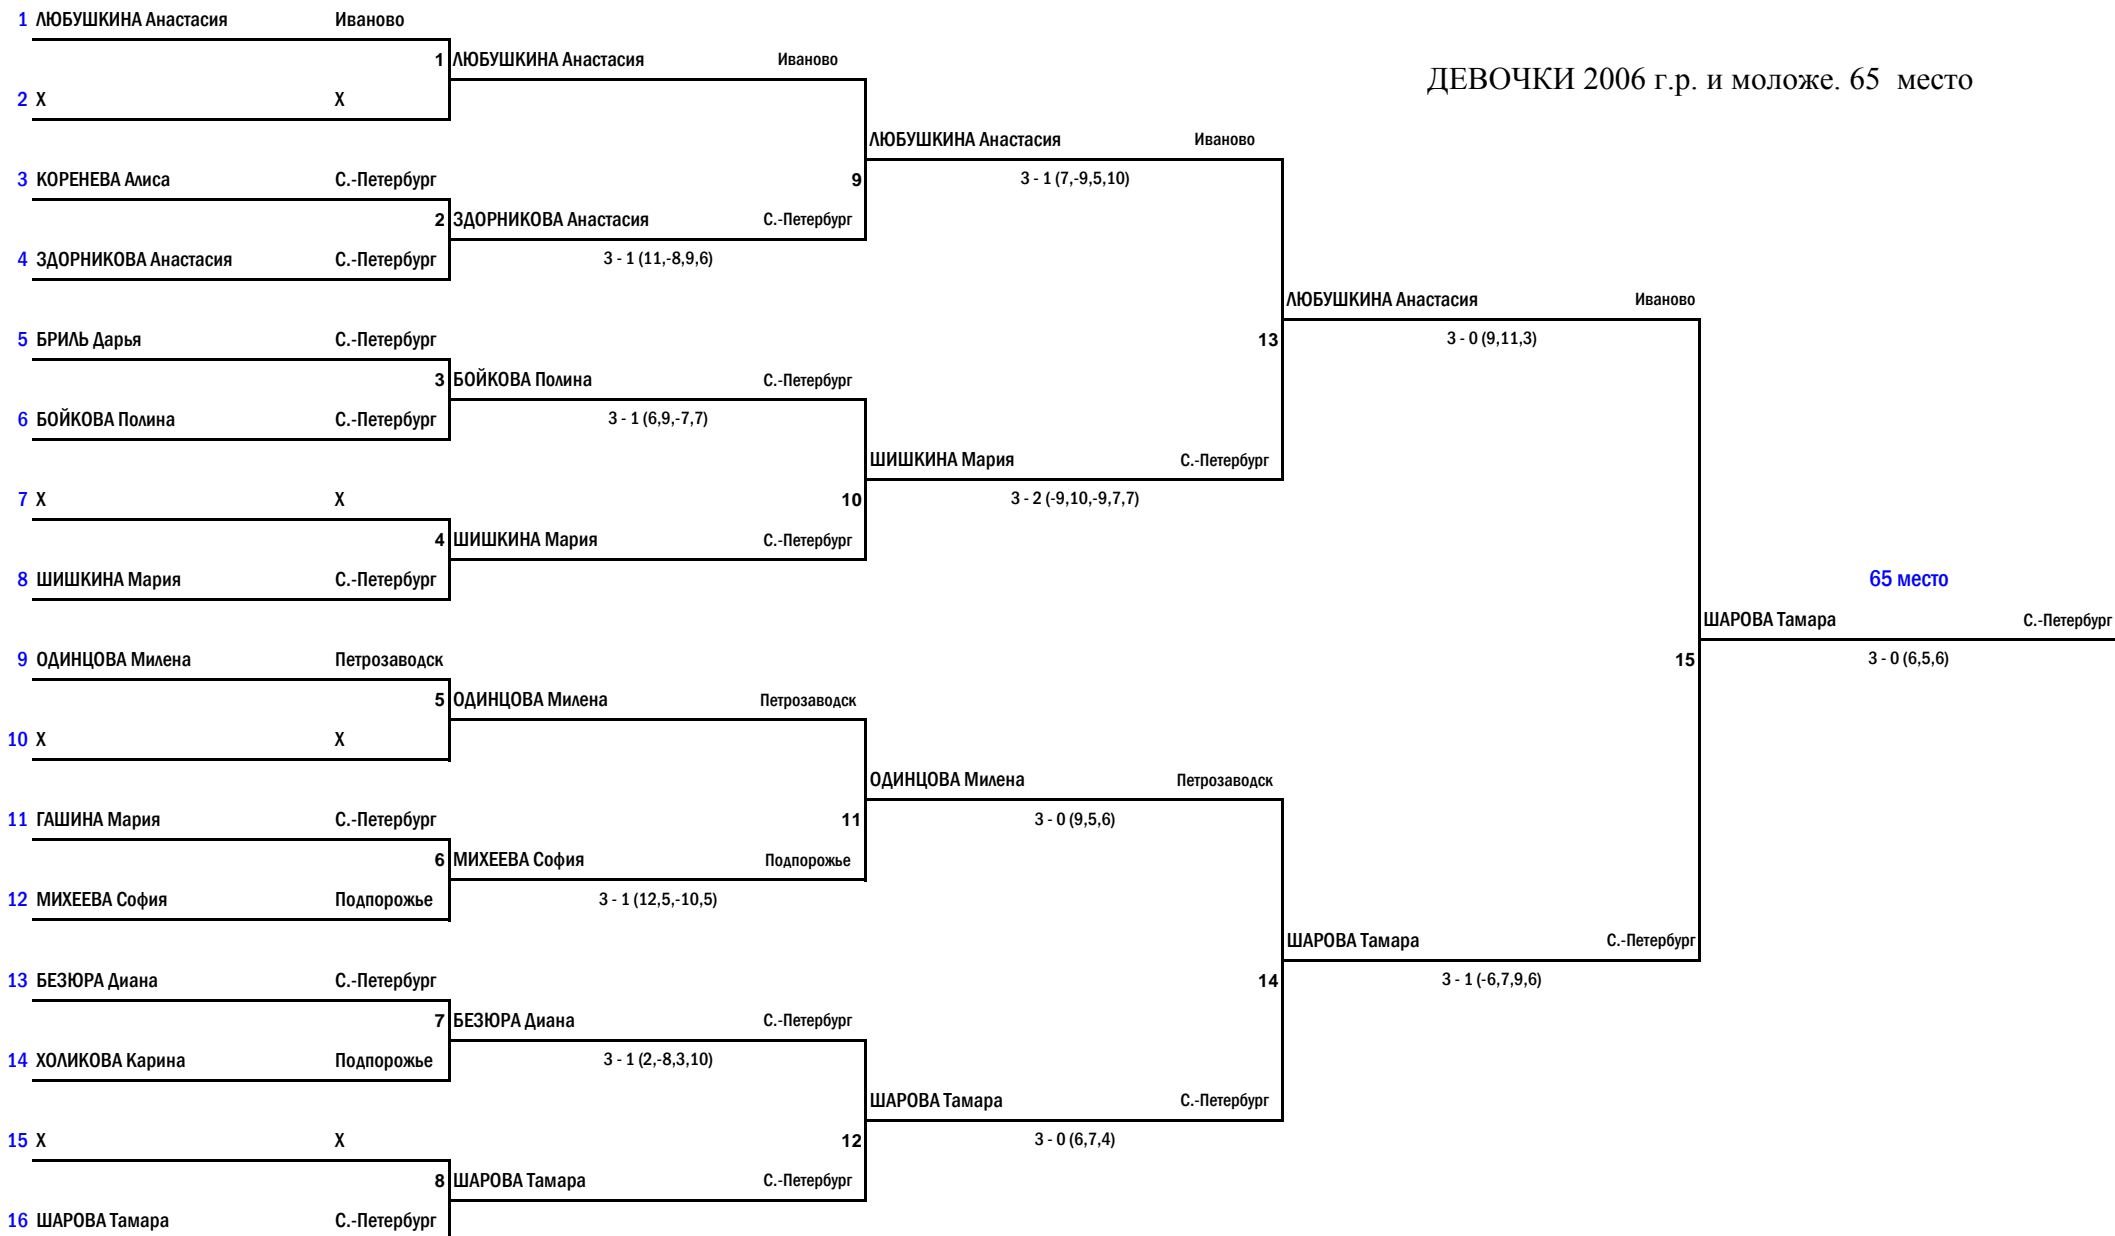 1 ЛЮБУШКИНА Анастасия Иваново
1 ЛЮБУШКИНА Анастасия Иваново
ДЕВОЧКИ 2006 г.р. и моложе. 65 место
2 X X
ЛЮБУШКИНА Анастасия Иваново
3 КОРЕНЕВА Алиса С.-Петербург 9 3 - 1 (7,-9,5,10)
2 ЗДОРНИКОВА Анастасия С.-Петербург
4 ЗДОРНИКОВА Анастасия С.-Петербург 3 - 1 (11,-8,9,6)
ЛЮБУШКИНА Анастасия Иваново
5 БРИЛЬ Дарья С.-Петербург 13 3 - 0 (9,11,3)
3 БОЙКОВА Полина С.-Петербург
6 БОЙКОВА Полина С.-Петербург 3 - 1 (6,9,-7,7)
ШИШКИНА Мария С.-Петербург
7 X X 10 3 - 2 (-9,10,-9,7,7)
4 ШИШКИНА Мария С.-Петербург
8 ШИШКИНА Мария С.-Петербург 65 место
ШАРОВА Тамара С.-Петербург
9 ОДИНЦОВА Милена Петрозаводск 15 3 - 0 (6,5,6)
5 ОДИНЦОВА Милена Петрозаводск
10 X X
ОДИНЦОВА Милена Петрозаводск
11 ГАШИНА Мария С.-Петербург 11 3 - 0 (9,5,6)
6 МИХЕЕВА София Подпорожье
12 МИХЕЕВА София Подпорожье 3 - 1 (12,5,-10,5)
ШАРОВА Тамара С.-Петербург
13 БЕЗЮРА Диана С.-Петербург 14 3 - 1 (-6,7,9,6)
7 БЕЗЮРА Диана С.-Петербург
14 ХОЛИКОВА Карина Подпорожье 3 - 1 (2,-8,3,10)
ШАРОВА Тамара С.-Петербург
15 X X 12 3 - 0 (6,7,4)
8 ШАРОВА Тамара С.-Петербург
16 ШАРОВА Тамара С.-Петербург